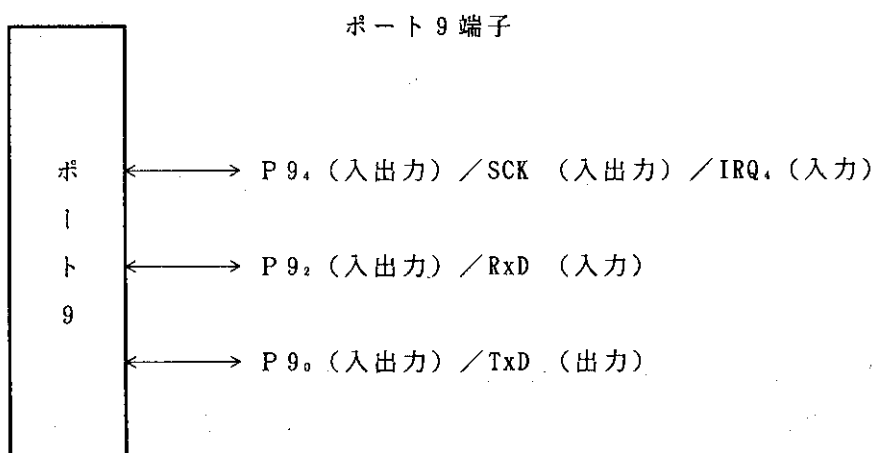 ポート9端子
ポート9
P9₄(入出力)/SCK (入出力)/IRQ₄(入力)
P9₂(入出力)/RxD (入力)
P9₀(入出力)/TxD (出力)